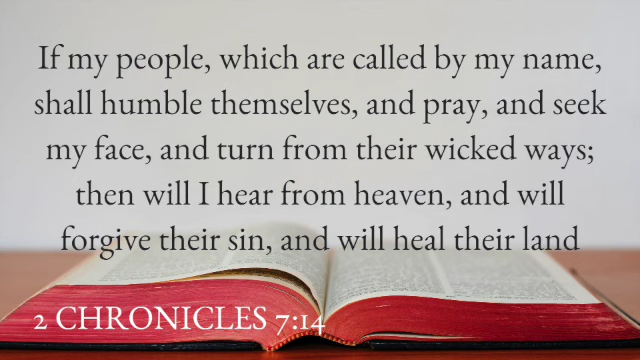 If my people, which are called by my name,
shall humble themselves, and pray, and seek
my face, and turn from their wicked ways;
then will I hear from heaven, and will
forgive their sin, and will heal their land
2 CHRONICLES 7:14